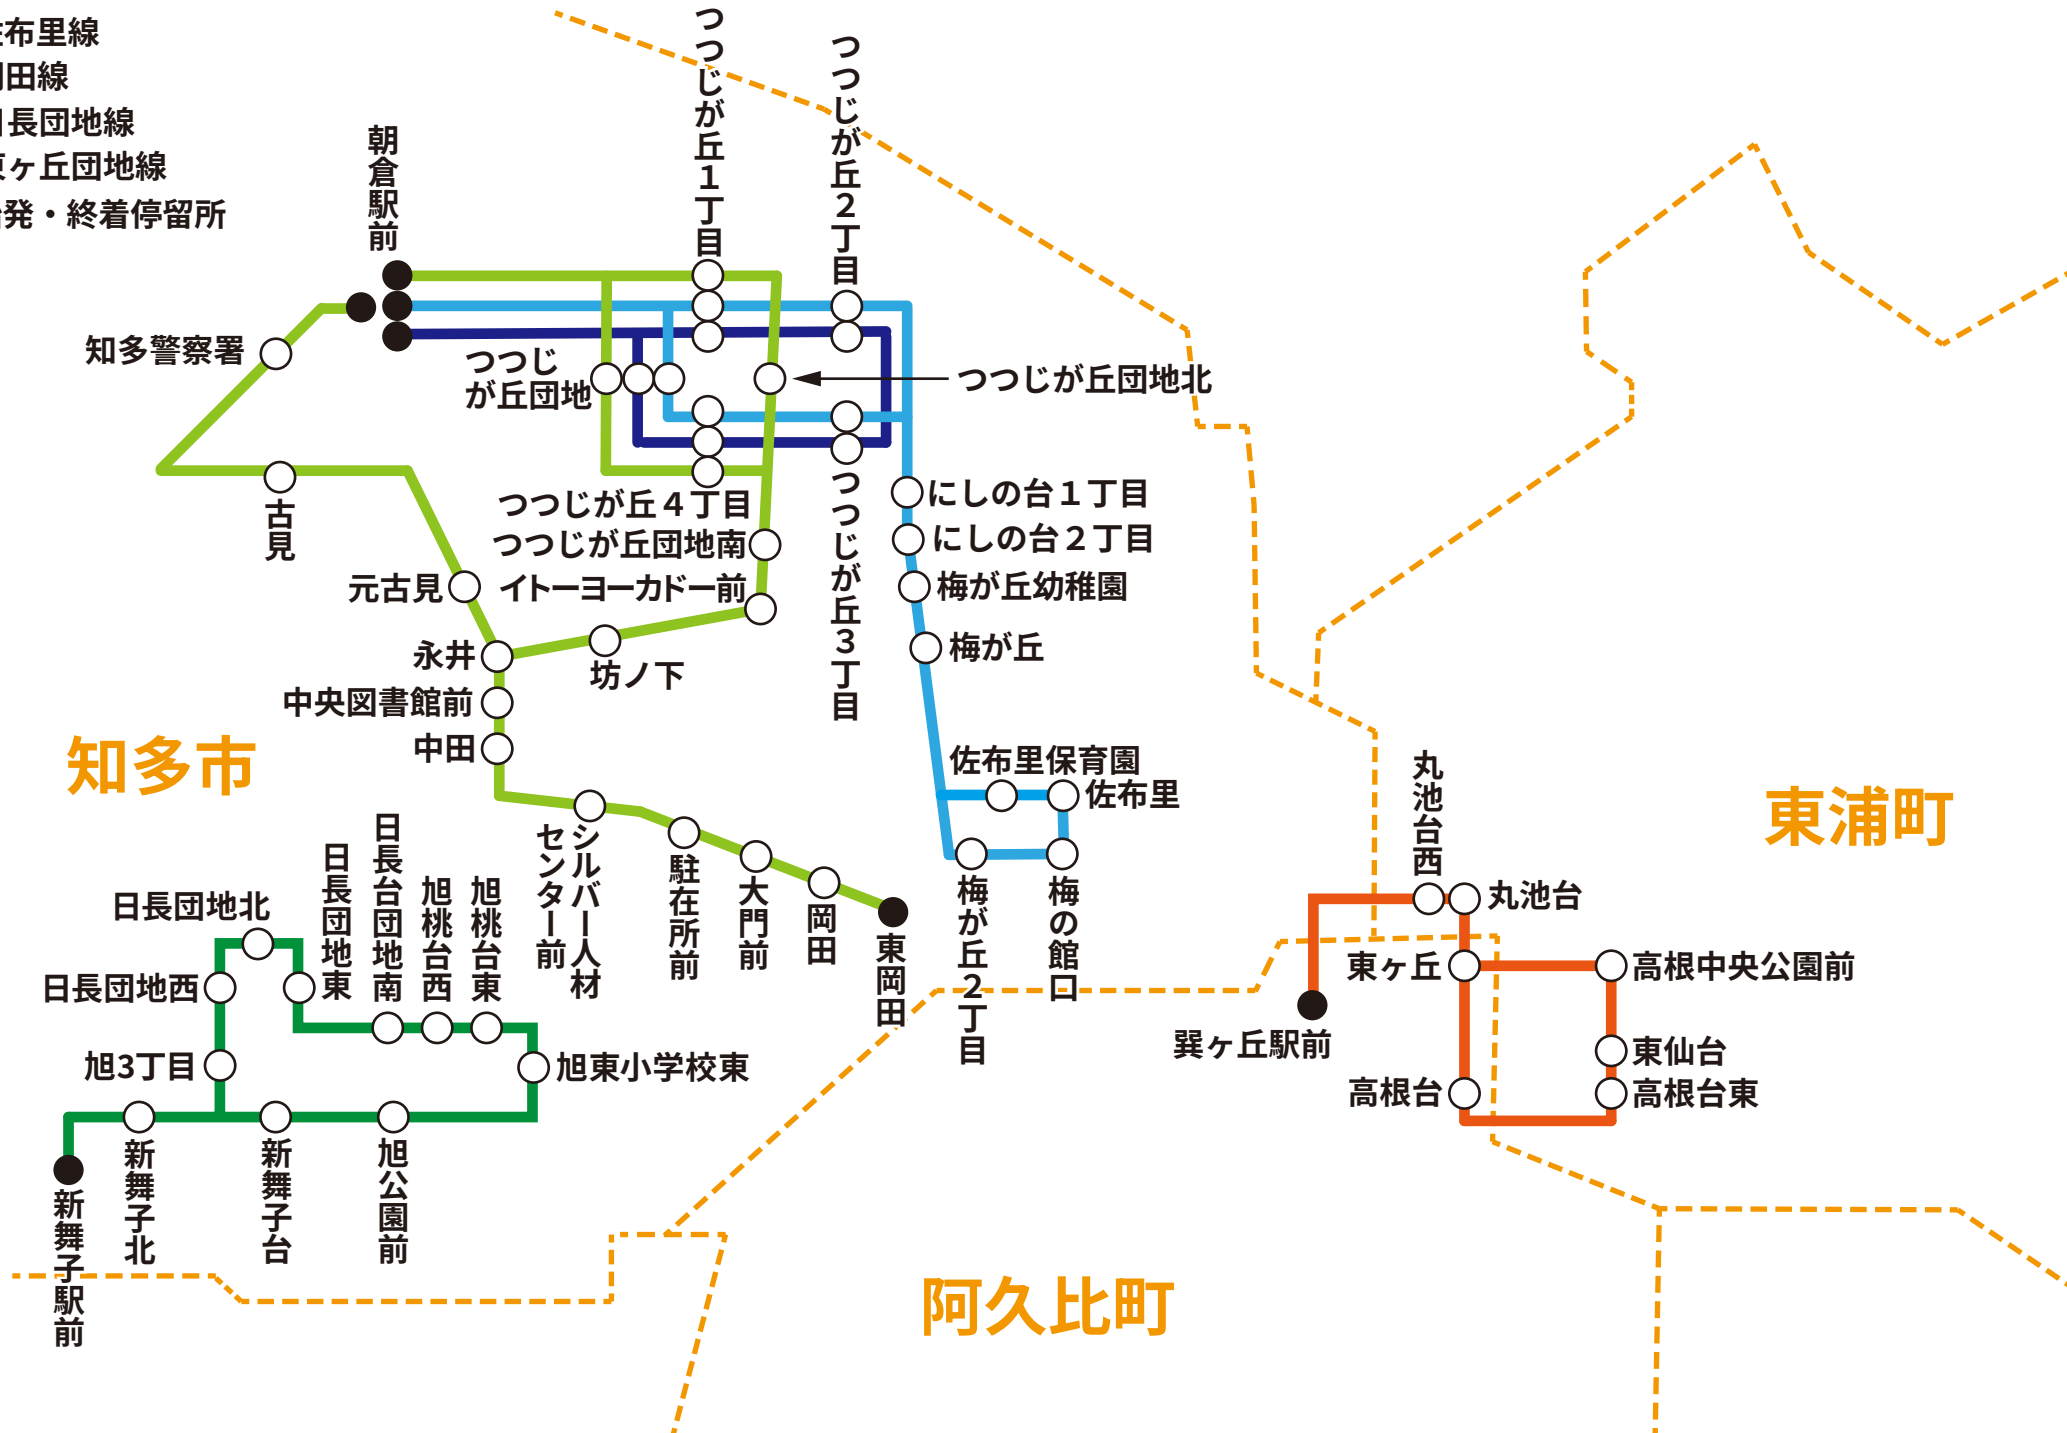 佐布里線
岡田線
日長団地線
東ヶ丘団地線
始発・終着停留所
朝倉駅前
つつじが丘1丁目
つつじが丘2丁目
知多警察署
つつじ
が丘団地
つつじが丘団地北
古見
つつじが丘4丁目
つつじが丘団地南
イトーヨーカドー前
つつじが丘3丁目
にしの台1丁目
にしの台2丁目
梅が丘幼稚園
梅が丘
元古見
永井
坊ノ下
中央図書館前
中田
知多市
佐布里保育園
佐布里
梅が丘2丁目
梅の館口
シルバー人材
センター前
駐在所前
大門前
岡田
東岡田
日長団地北
日長団地東
日長台団地南
旭桃台西
旭桃台東
日長団地西
旭3丁目
旭東小学校東
新舞子駅前
新舞子北
新舞子台
旭公園前
東浦町
丸池台西
丸池台
東ヶ丘
高根中央公園前
巽ヶ丘駅前
東仙台
高根台
高根台東
阿久比町